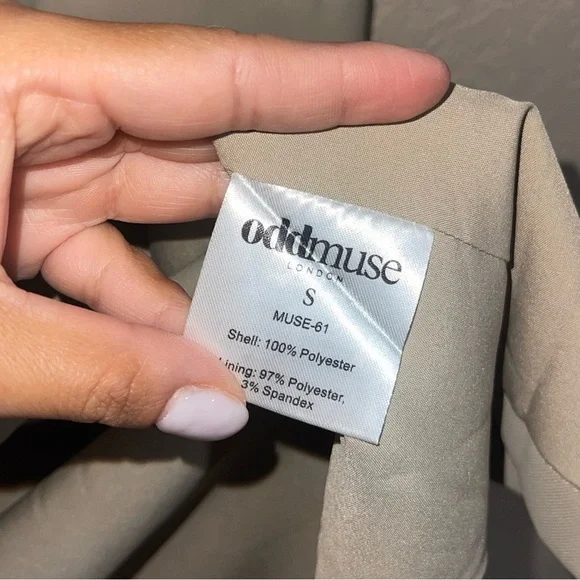 oddmuse
LONDON
S
MUSE-61
Shell: 100% Polyester
Lining: 97% Polyester,
3% Spandex